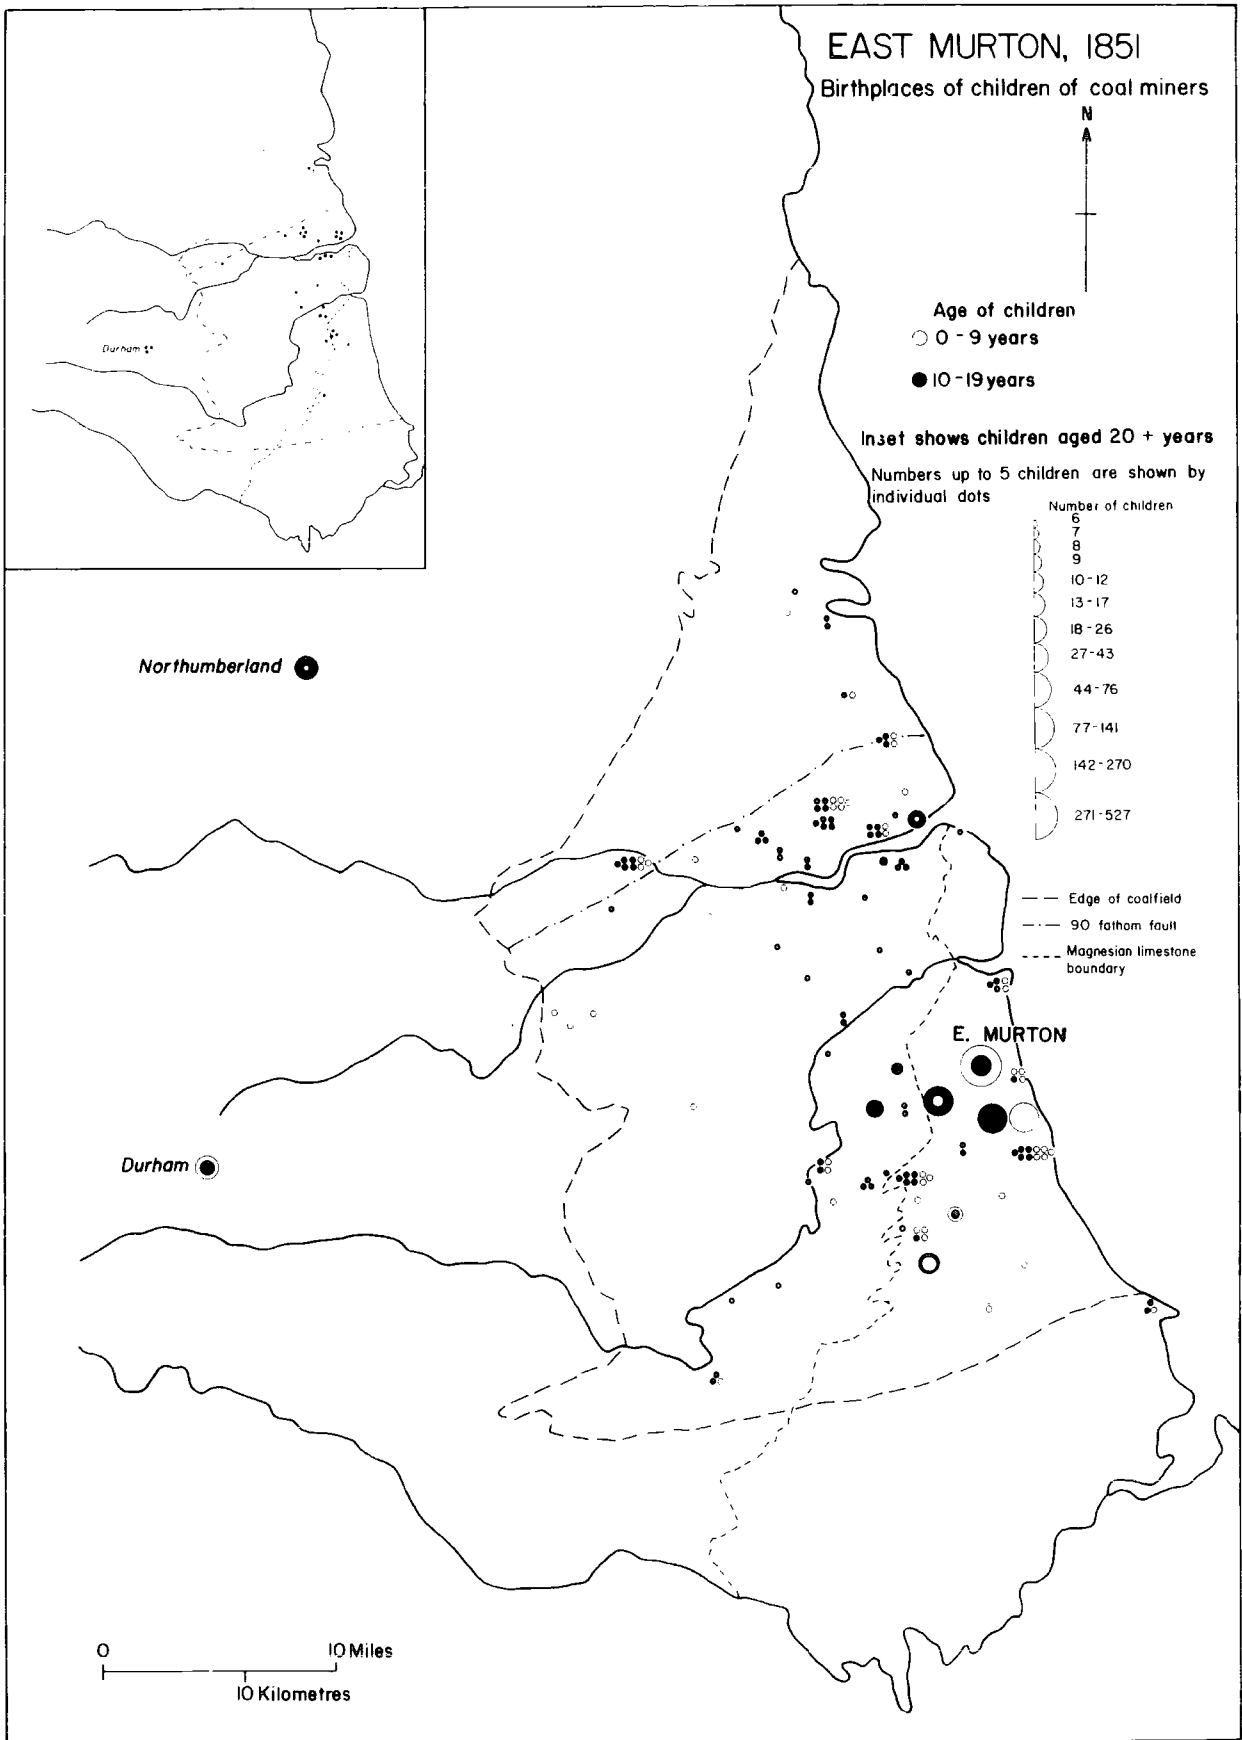 EAST MURTON, 1851
Birthplaces of children of coal miners
N
Age of children
0-9 years
10-19 years
Inset shows children aged 20 + years
Numbers up to 5 children are shown by
individual dots
Number of children
6
7
8
9
10-12
13-17
18-26
27-43
44-76
77-141
142-270
271-527
Durham
Northumberland
Edge of coalfield
90 fathom fault
Magnesian limestone
boundary
E. MURTON
Durham
0
10 Miles
10 Kilometres